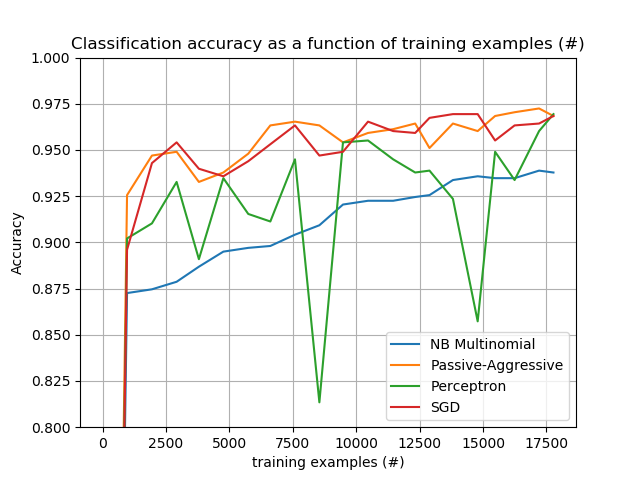 Classification accuracy as a function of training examples (#)
1.000
0.975
0.950
0.925
0.900
0.875
0.850
0.825
0.800
Accuracy
NB Multinomial
Passive-Aggressive
Perceptron
SGD
0 2500 5000 7500 10000 12500 15000 17500
training examples (#)